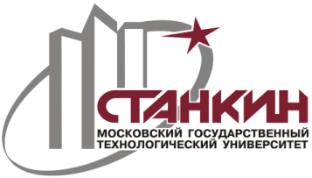 СТАНКИН
МОСКОВСКИЙ ГОСУДАРСТВЕННЫЙ
ТЕХНОЛОГИЧЕСКИЙ УНИВЕРСИТЕТ